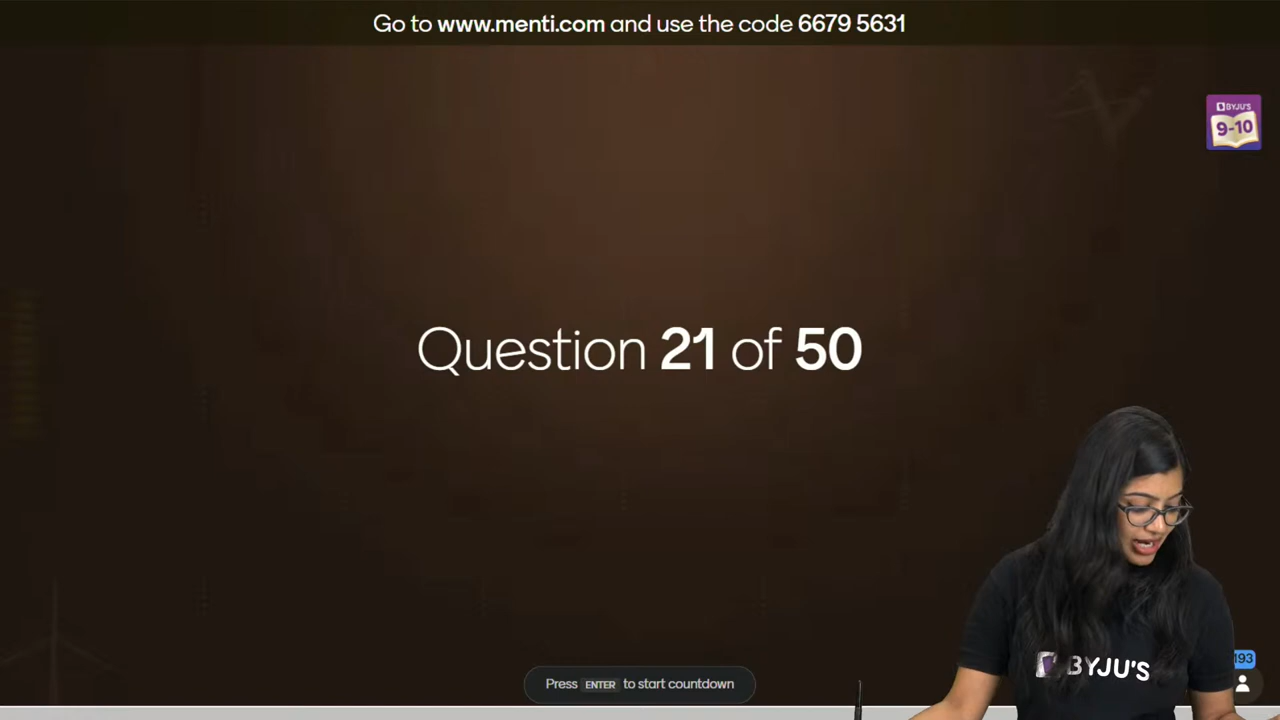 Go to www.menti.com and use the code 6679 5631
BYJU'S
9-10
Question 21 of 50
193
BYJU'S
Press ENTER to start countdown